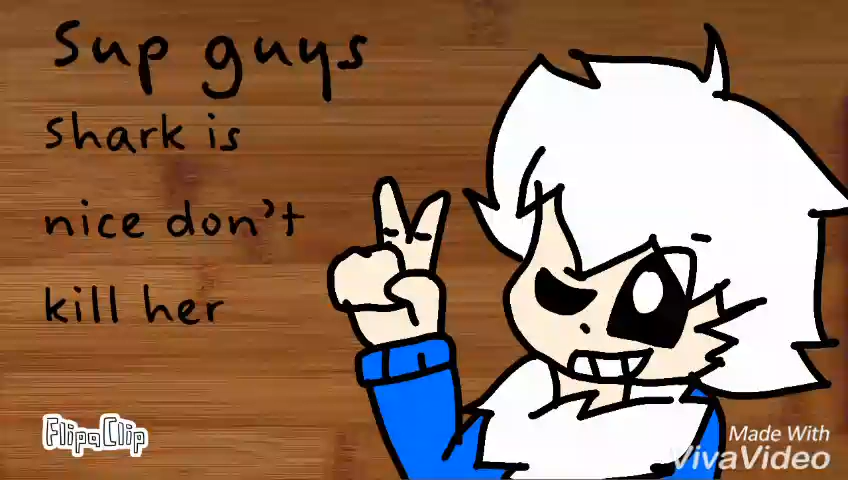 Sup guys
shark is
nice don't
kill her
FlipaClip
Made With
VivaVideo